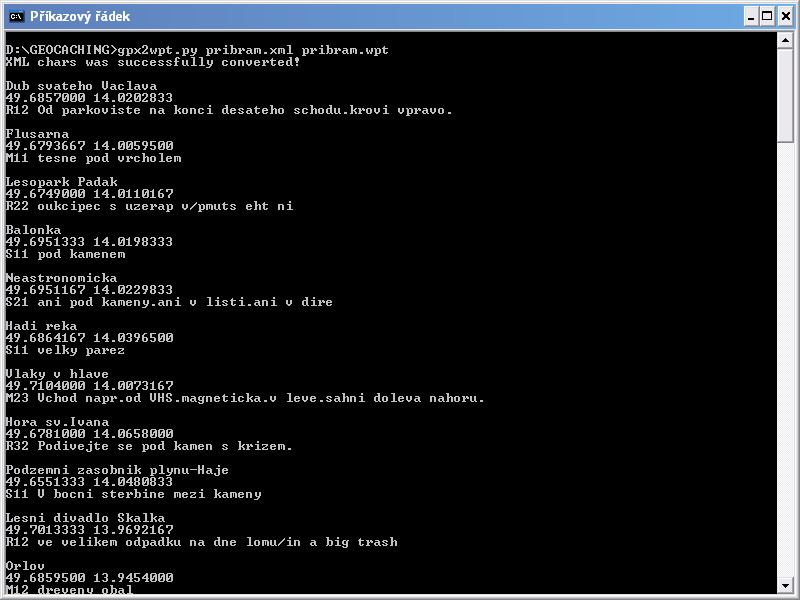 Příkazový řádek
D:\GEOCACHING>gpx2wpt.py pribram.xml pribram.wpt
XML chars was successfully converted!
Dub svateho Vaclava
49.6857000 14.0202833
R12 Od parkoviste na konci desateho schodu.krovi vpravo.
Flusarna
49.6793667 14.0059500
M11 tesne pod vrcholem
Lesopark Padak
49.6749000 14.0110167
R22 oukcipec s uzerap v/pmuts eht ni
Balonka
49.6951333 14.0198333
S11 pod kamenem
Neastronomicka
49.6951167 14.0229833
S21 ani pod kameny.ani v listi.ani v dire
Hadi reka
49.6864167 14.0396500
S11 velky parez
Vlaky v hlave
49.7104000 14.0073167
M23 Vchod napr.od VHS.magneticka.v leve.sahni doleva nahoru.
Hora sv.Ivana
49.6781000 14.0658000
R32 Podivejte se pod kamen s krizem.
Podzemni zasobnik plynu-Haje
49.6551333 14.0480833
S11 V bocni sterbine mezi kameny
Lesni divadlo Skalka
49.7013333 13.9692167
R12 ve velikem odpadku na dne lomu/in a big trash
Orlov
49.6859500 13.9454000
M12 dreveny obal